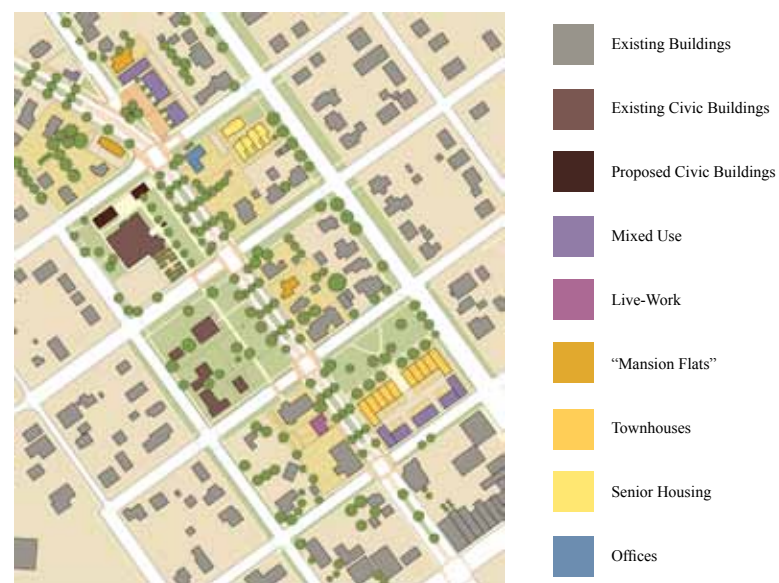 Existing Buildings
Existing Civic Buildings
Proposed Civic Buildings
Mixed Use
Live-Work
“Mansion Flats”
Townhouses
Senior Housing
Offices